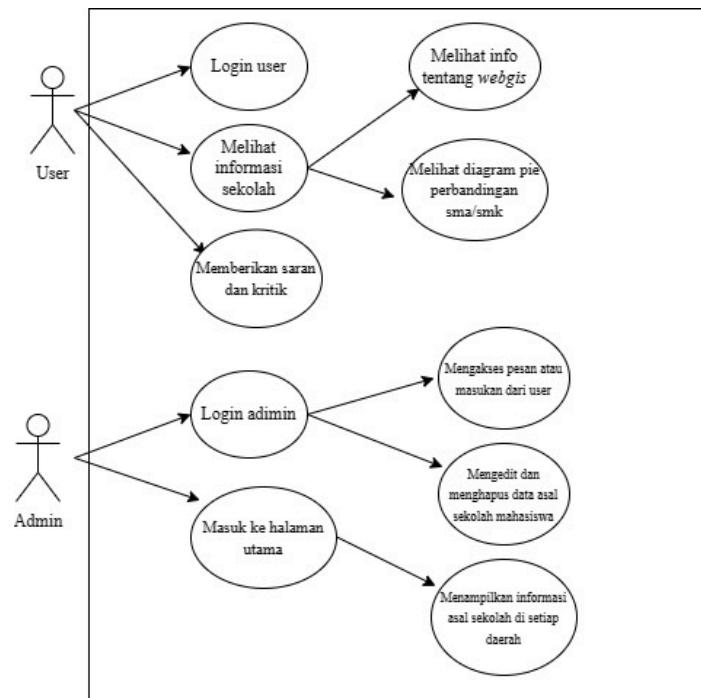 Login user
Melihat info
tentang webgis
User
Melihat
informasi
sekolah
Melihat diagram pie
perbandingan
sma/smk
Memberikan saran
dan kritik
Login adimin
Mengakses pesan atau
masukan dari user
Admin
Mengedit dan
menghapus data asal
sekolah mahasiswa
Masuk ke halaman
utama
Menampilkan informasi
asal sekolah di setiap
daerah